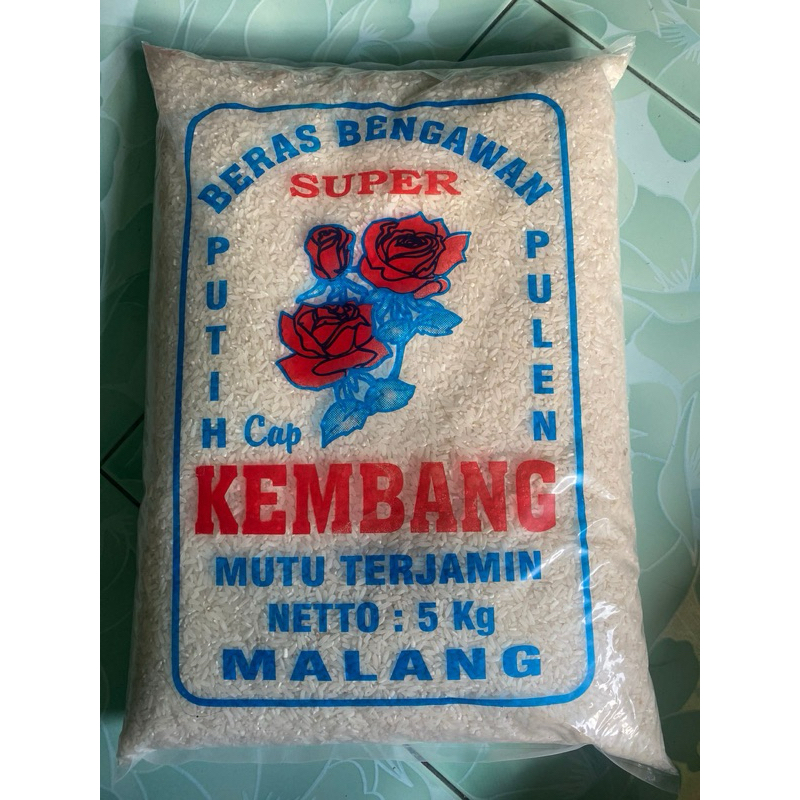 BERAS BENGAWAN
SUPER
PUTIH
PULEN
Cap
KEMBANG
MUTU TERJAMIN
NETTO : 5 Kg
MALANG